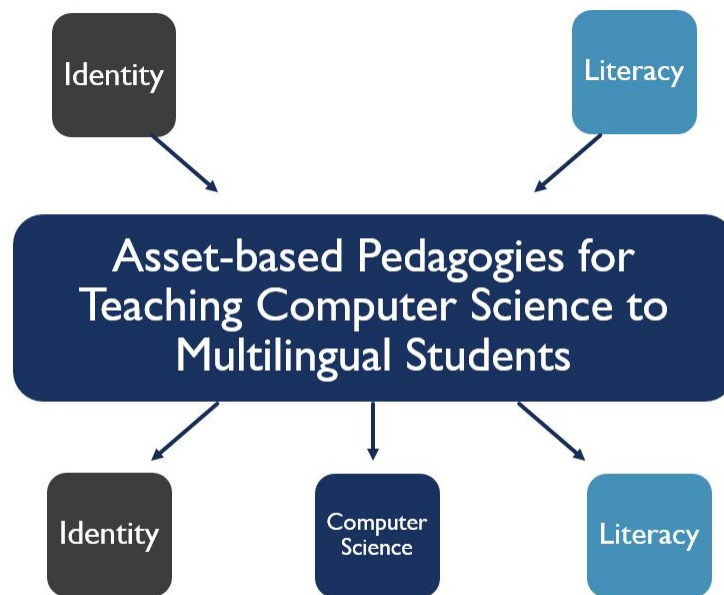 Identity
Literacy
Asset-based Pedagogies for
Teaching Computer Science to
Multilingual Students
Identity
Computer
Science
Literacy